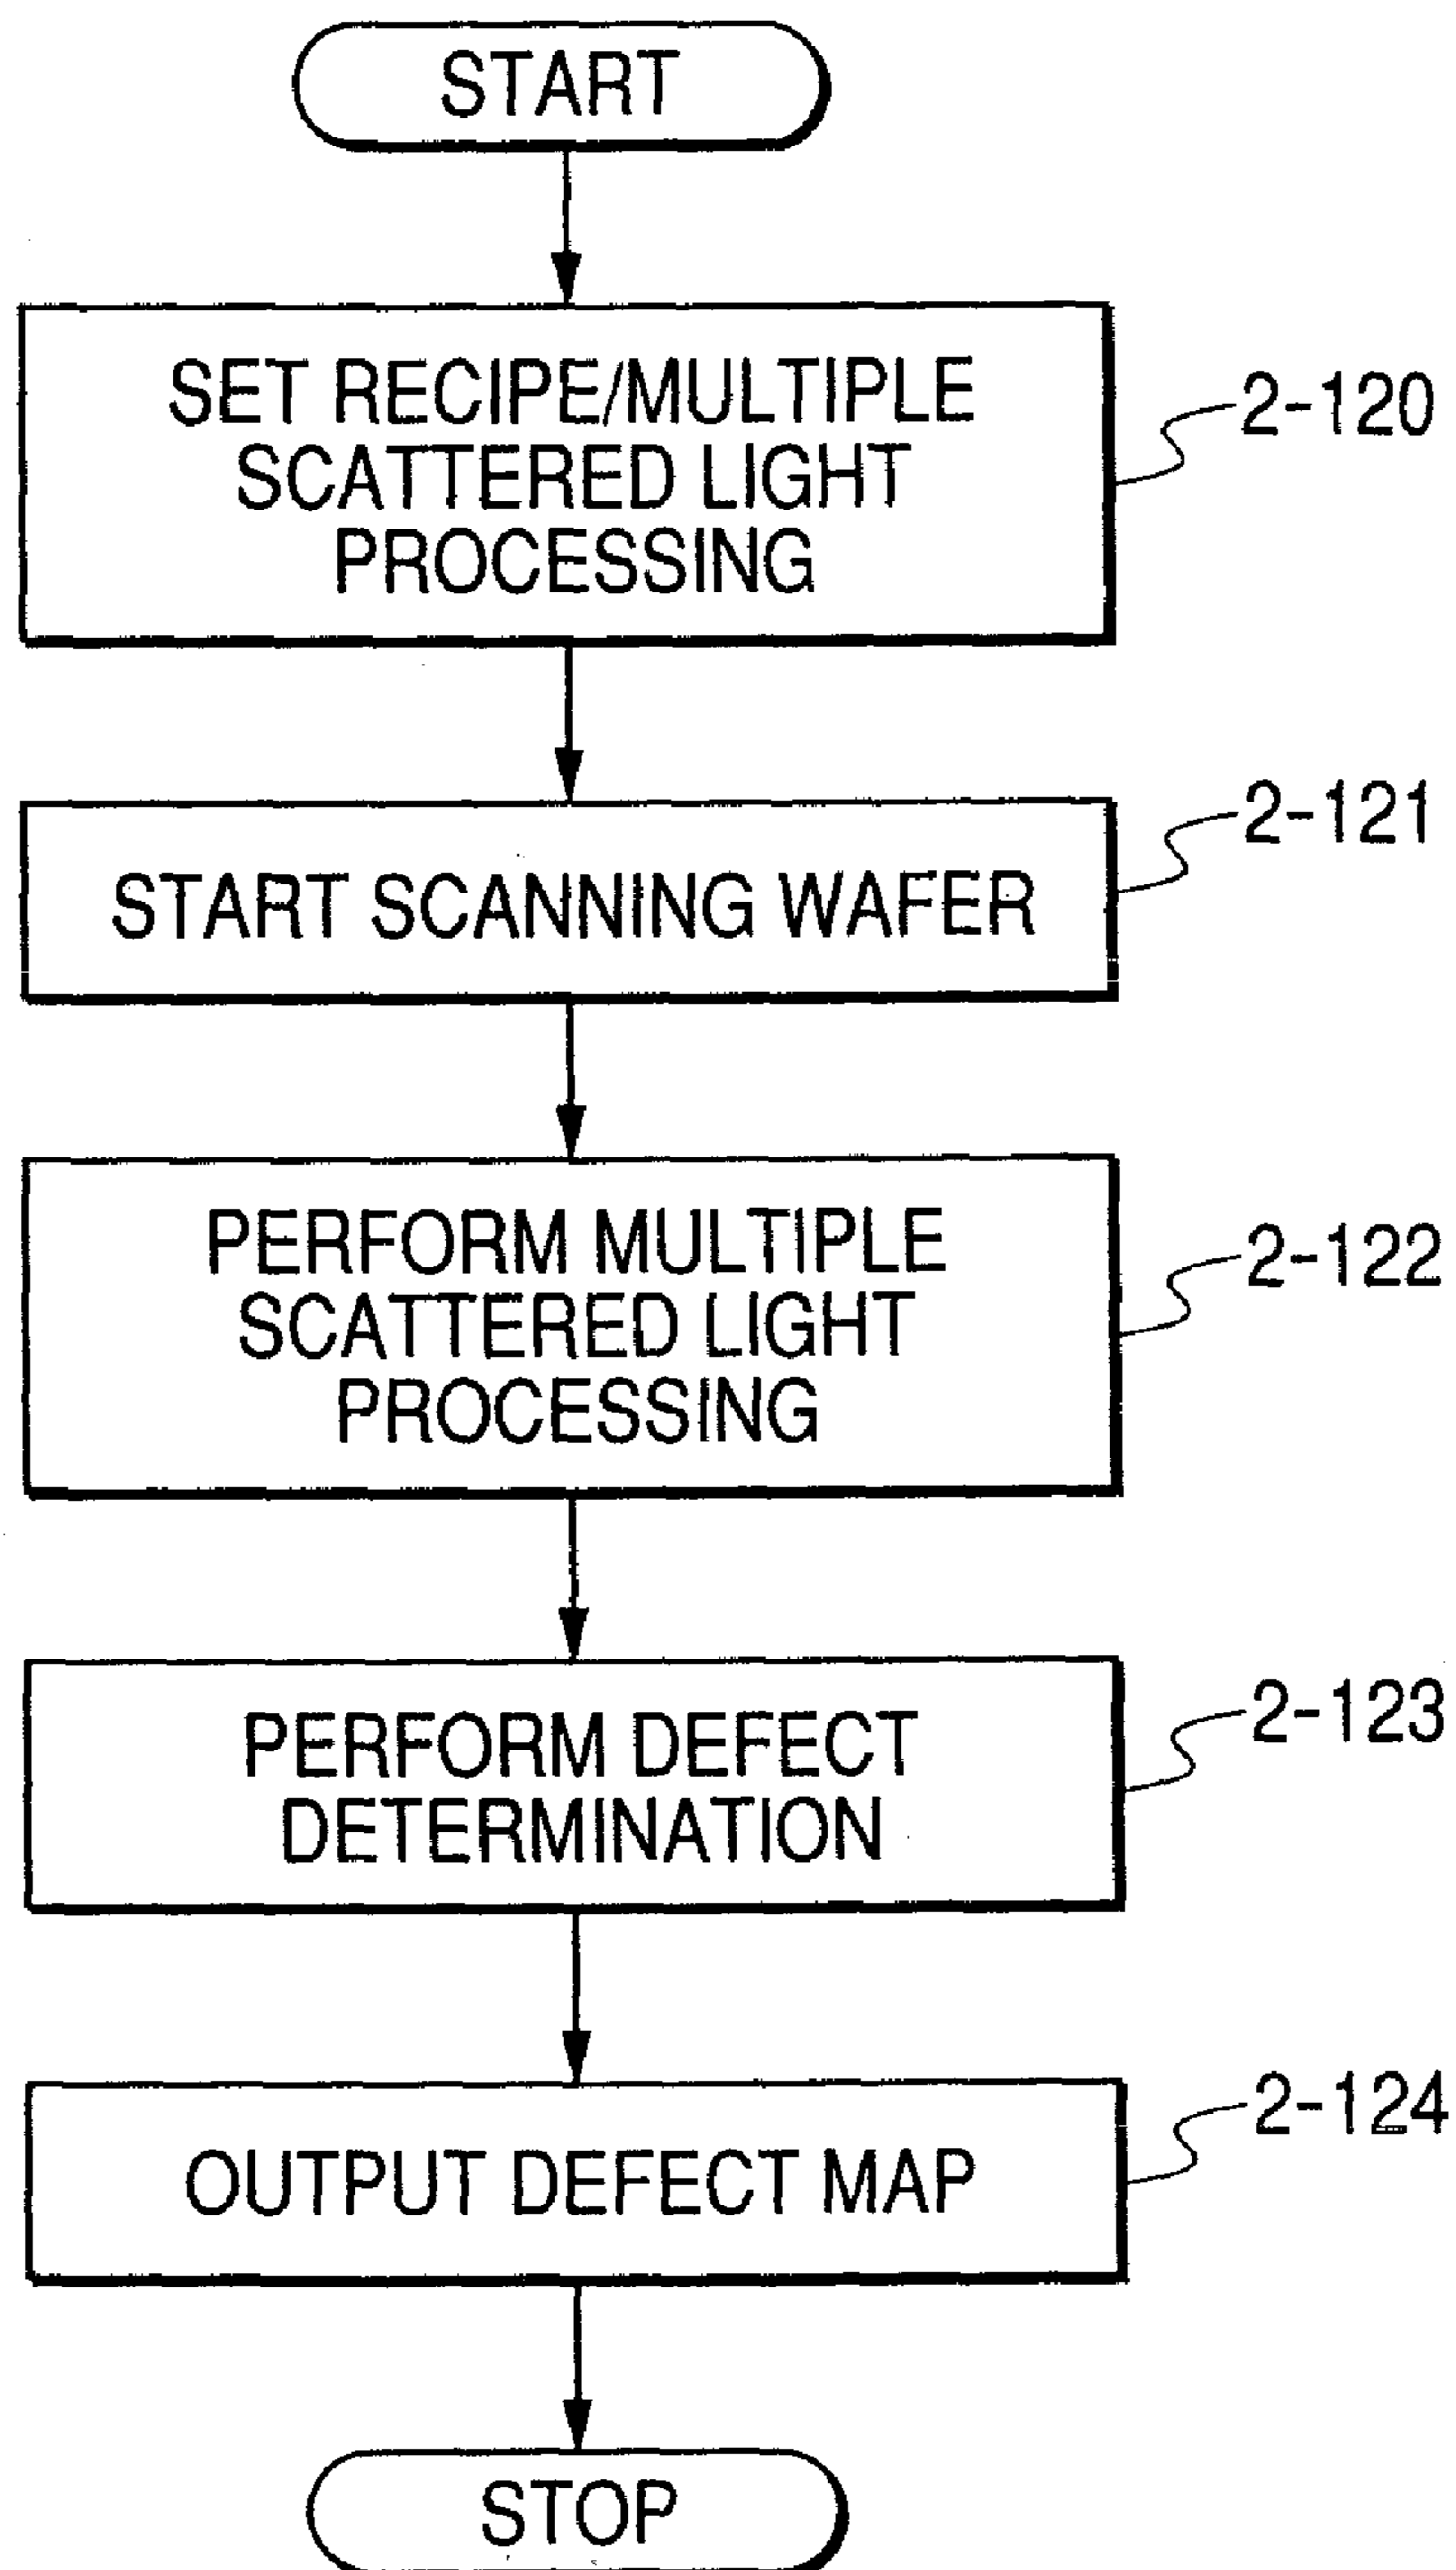 START
SET RECIPE/MULTIPLE
SCATTERED LIGHT
PROCESSING
2-120
START SCANNING WAFER
2-121
PERFORM MULTIPLE
SCATTERED LIGHT
PROCESSING
2-122
PERFORM DEFECT
DETERMINATION
2-123
OUTPUT DEFECT MAP
2-124
STOP